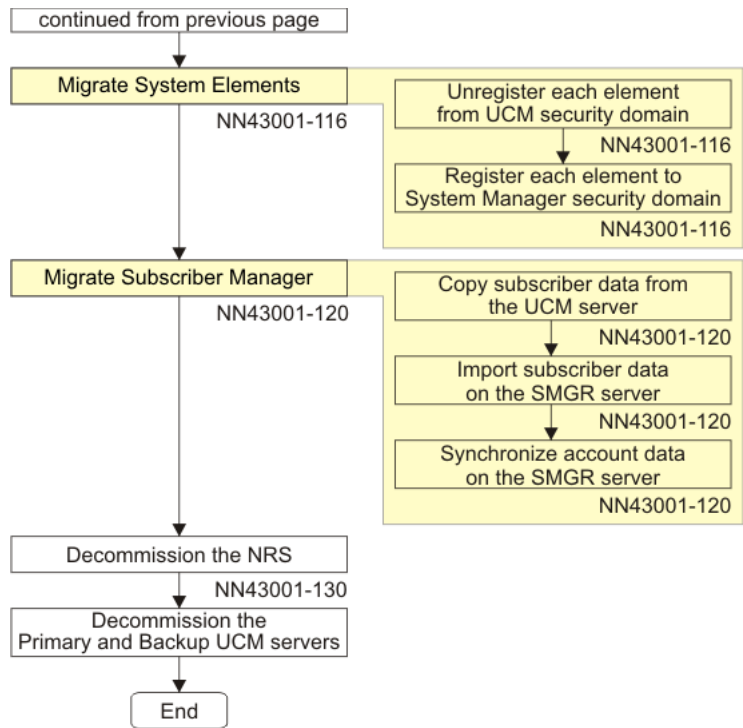 continued from previous page
Migrate System Elements
NN43001-116
Unregister each element
from UCM security domain
NN43001-116
Register each element to
System Manager security domain
NN43001-116
Migrate Subscriber Manager
NN43001-120
Copy subscriber data from
the UCM server
NN43001-120
Import subscriber data
on the SMGR server
NN43001-120
Synchronize account data
on the SMGR server
NN43001-120
Decommission the NRS
NN43001-130
Decommission the
Primary and Backup UCM servers
End